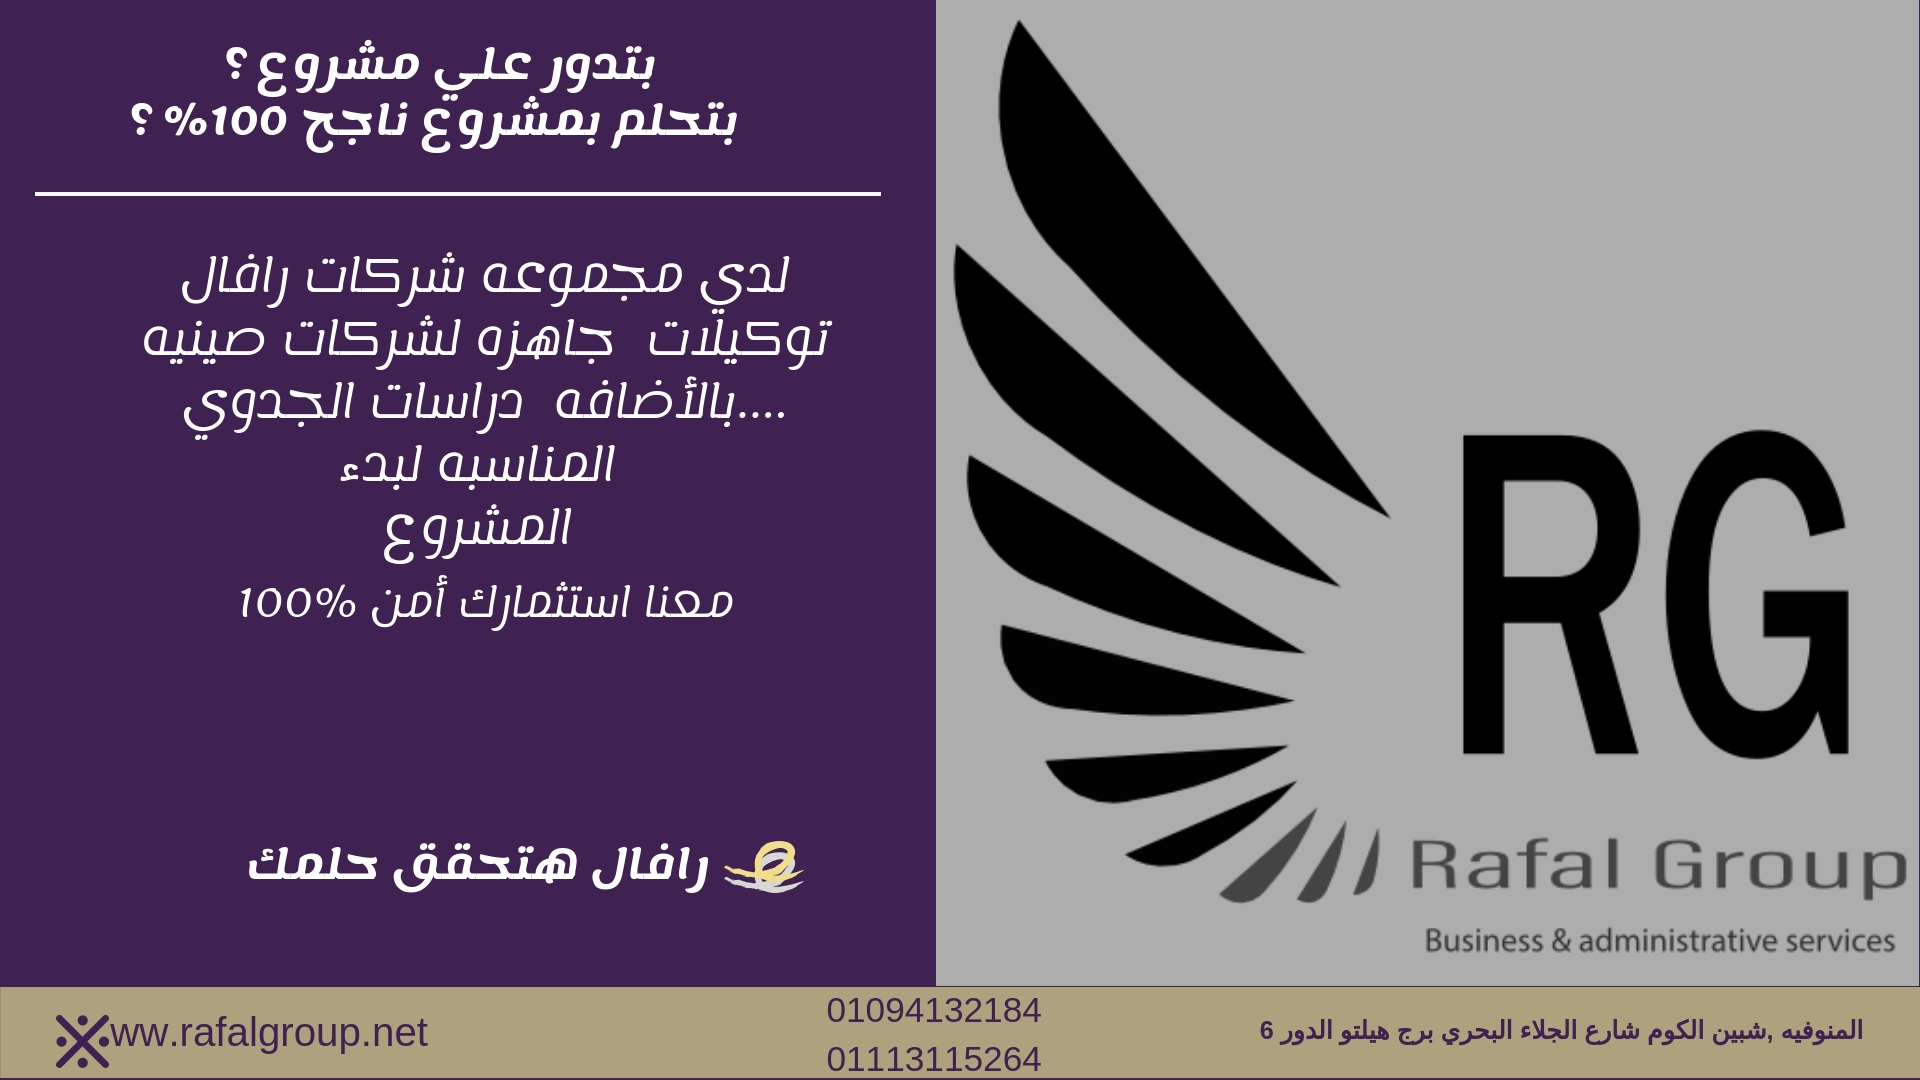 بتدور علي مشروع ؟
بتحلم بمشروع ناجح 100% ؟
لدي مجموعه شركات رافال
توكيلات جاهزه لشركات صينيه
....بالأضافه دراسات الجدوي
المناسبه لبدء
المشروع
معنا استثمارك أمن %100
رافال هتحقق حلمك
RG
Rafal Group
Business & administrative services
ww.rafalgroup.net
01094132184
01113115264
المنوفيه ,شبين الكوم شارع الجلاء البحري برج هيلتو الدور 6